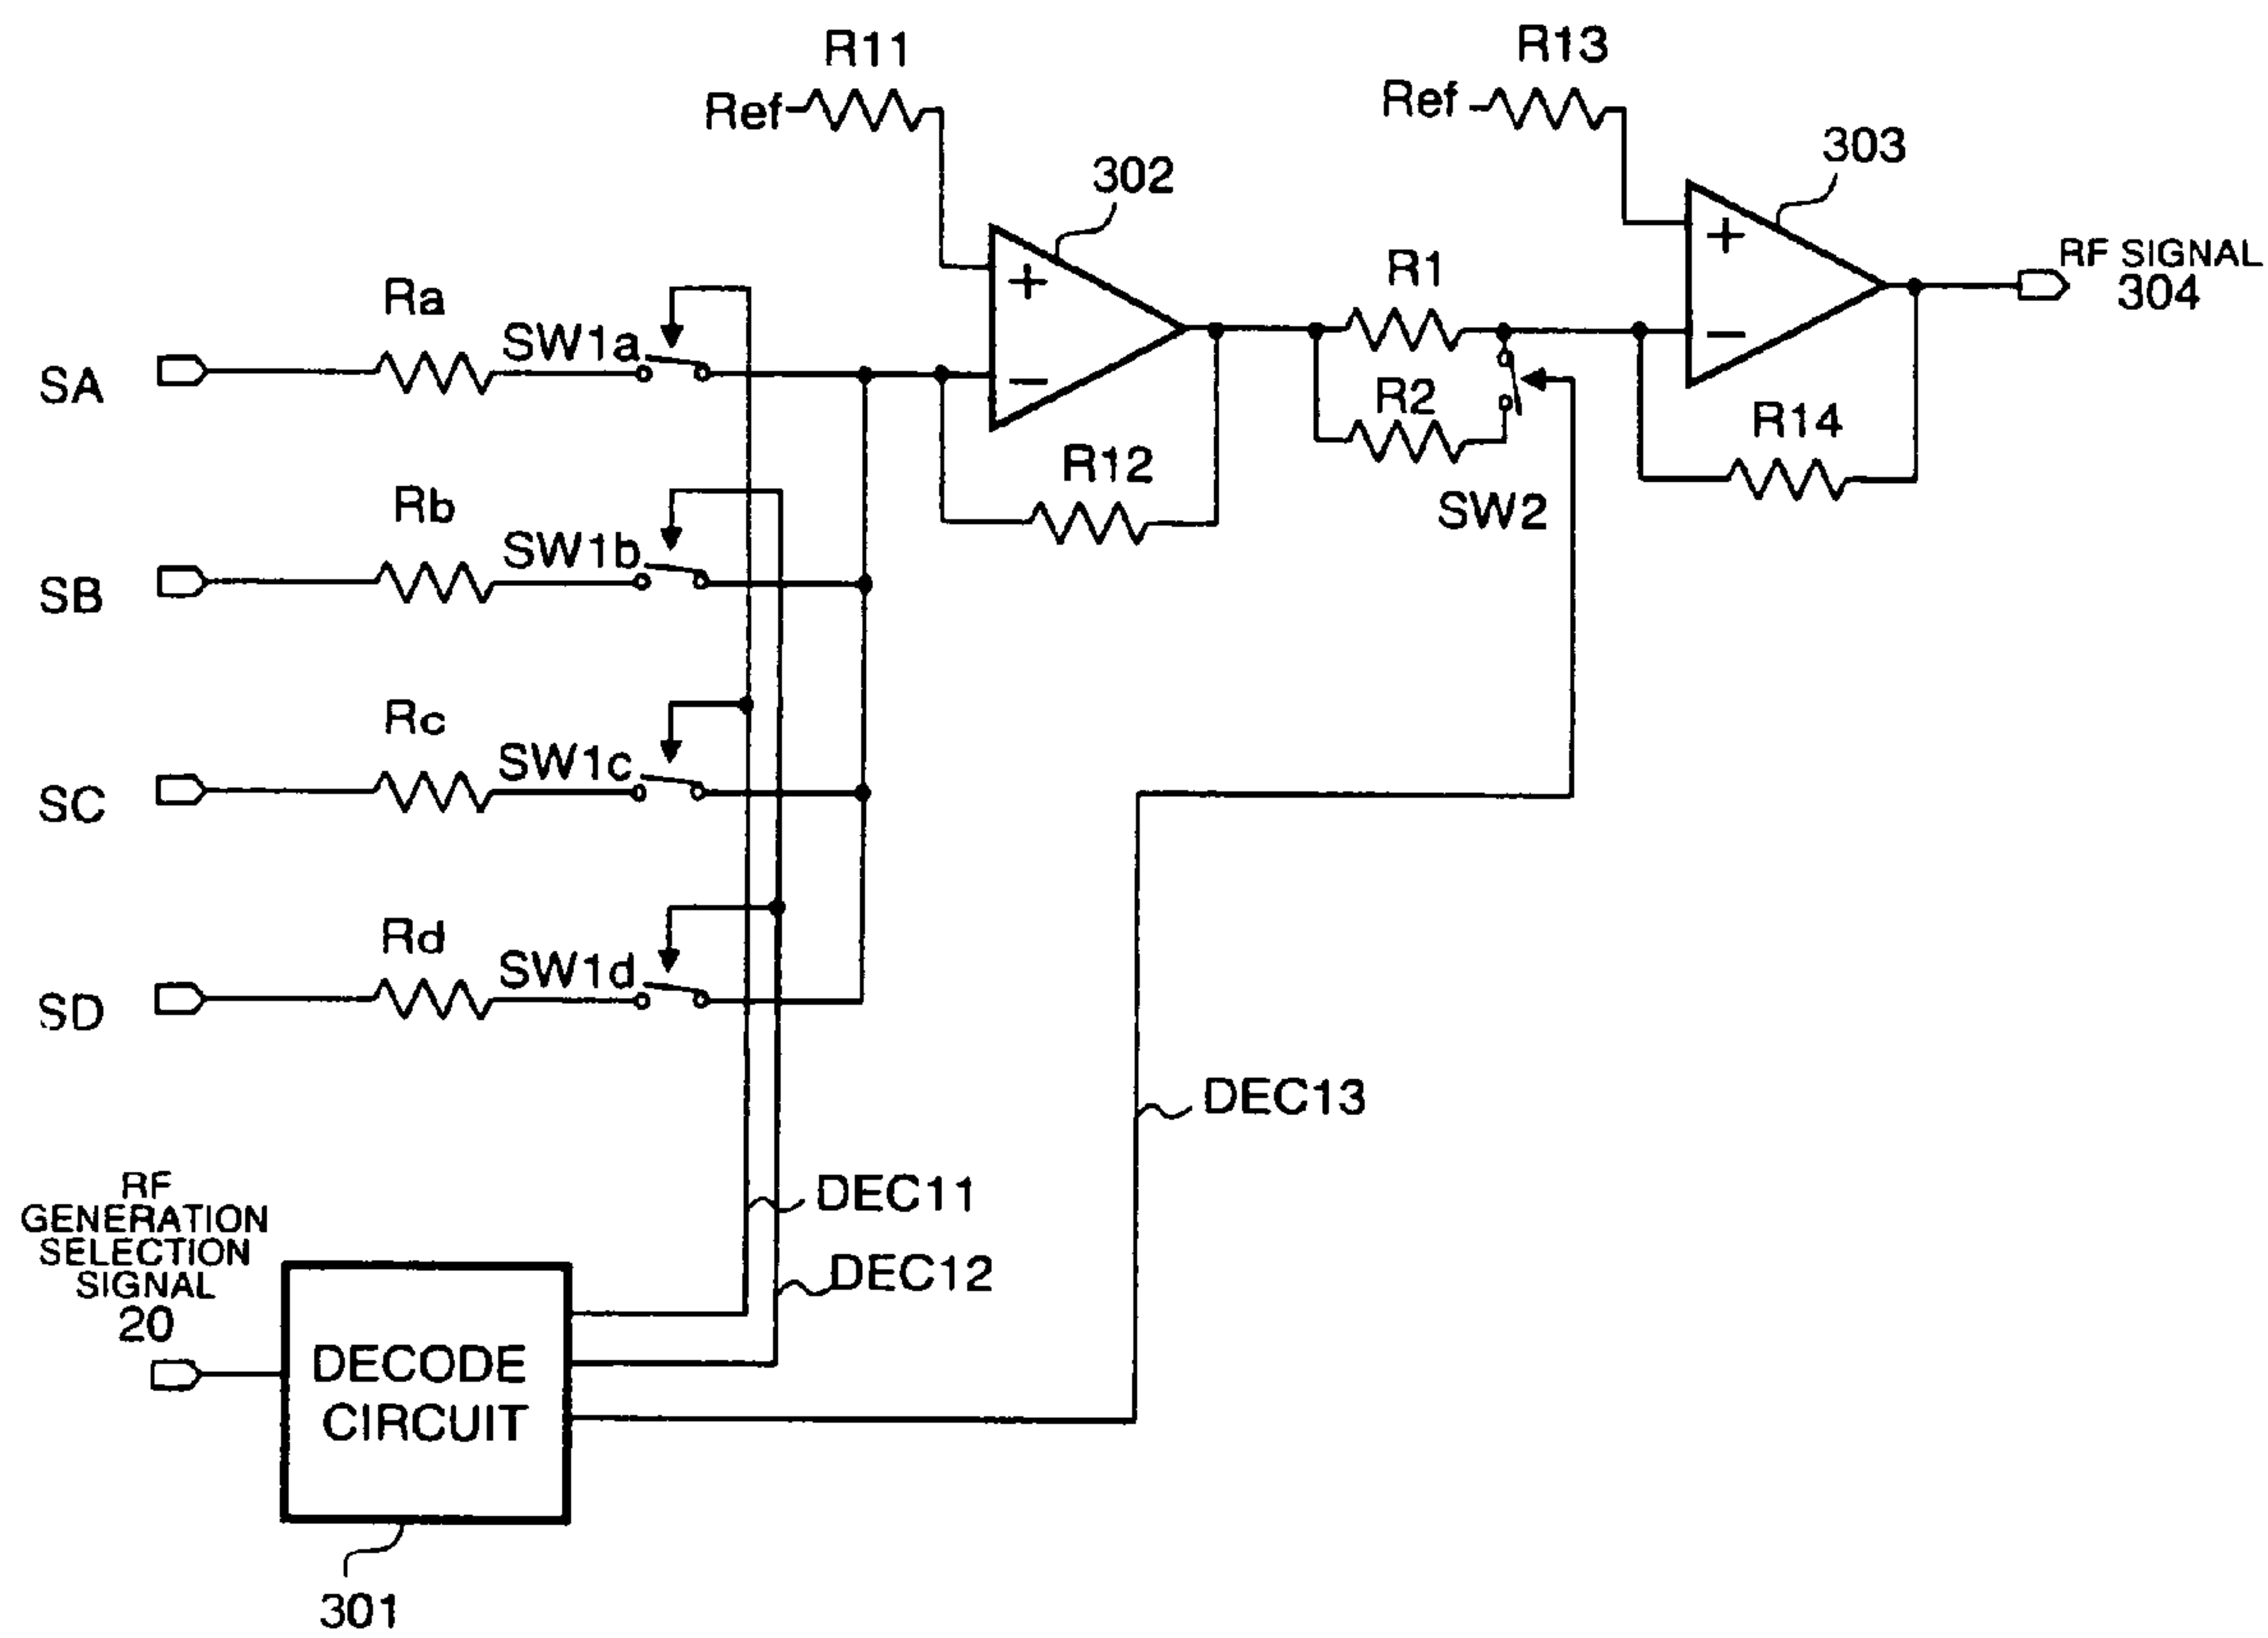 R11
Ref
R13
Ref
302
303
RF SIGNAL
304
R1
R2
SW2
R14
R12
Ra
SW1a
SA
Rb
SW1b
SB
Rc
SW1c
SC
Rd
SW1d
SD
DEC13
DEC11
DEC12
RF
GENERATION
SELECTION
SIGNAL
20
DECODE
CIRCUIT
301
+
−
+
−